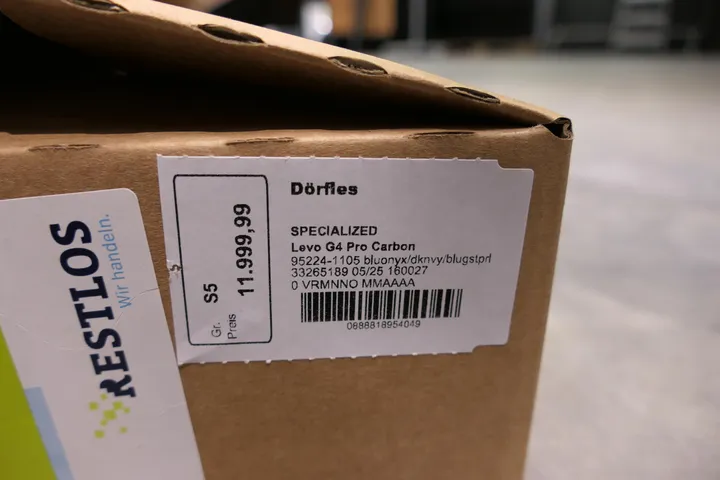 RESTLOS
Wir handeln.
Gr. S5
Preis 11.999,99
Dörfles
SPECIALIZED
Levo G4 Pro Carbon
95224-1105 bluonyx/dknvy/blugstprl
33265189 05/25 160027
0 VRMNNO MMAAAA
0888818954049